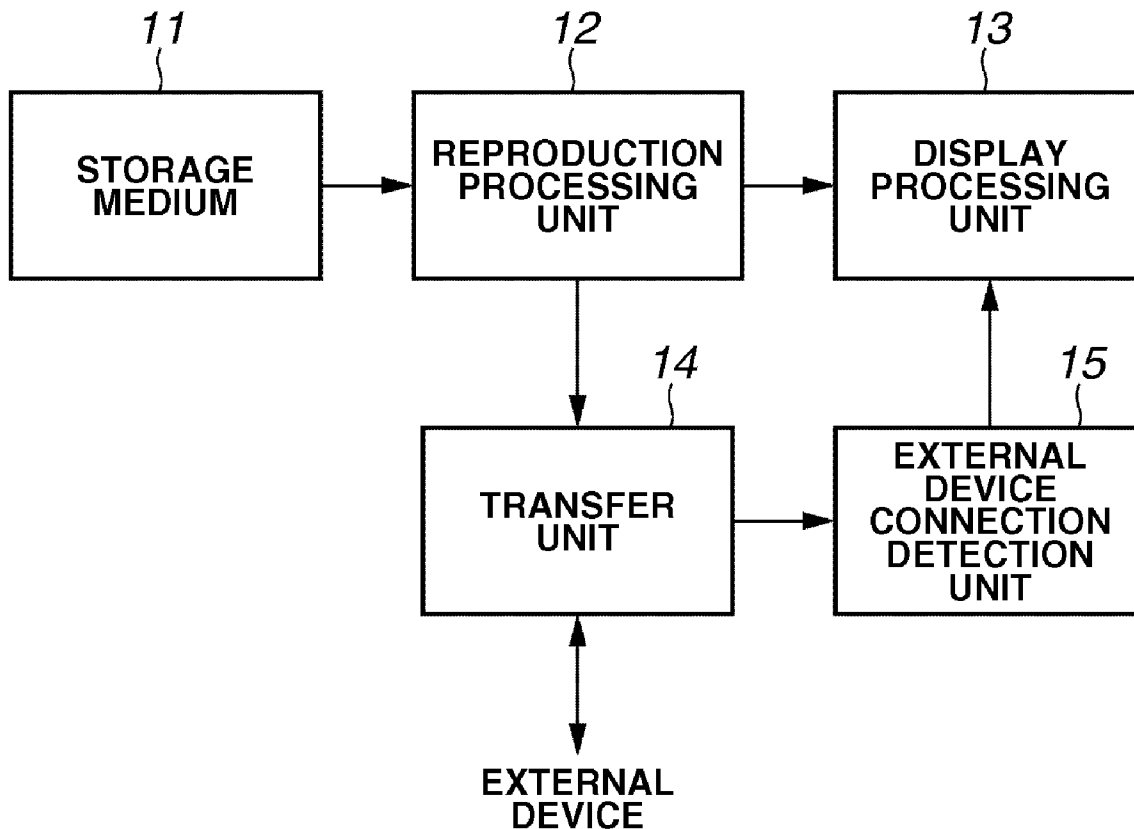 11
12
13
STORAGE
MEDIUM
REPRODUCTION
PROCESSING
UNIT
DISPLAY
PROCESSING
UNIT
14
15
TRANSFER
UNIT
EXTERNAL
DEVICE
CONNECTION
DETECTION
UNIT
EXTERNAL
DEVICE